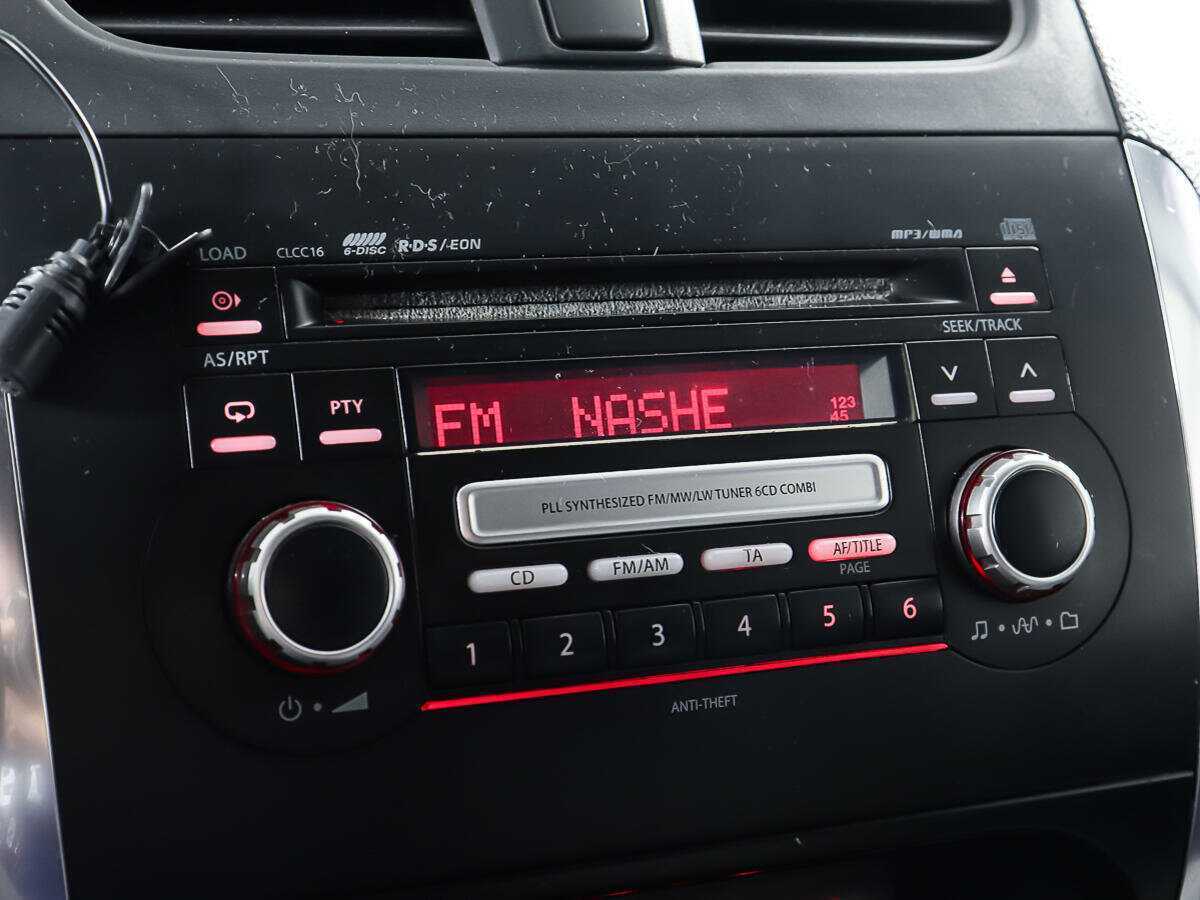 LOAD CLCC16 6-DISC R·D·S/EON MP3/WMA disc
SEEK/TRACK
AS/RPT
PTY
FM NASHE 123
45
PLL SYNTHESIZED FM/MW/LW TUNER 6CD COMBI
CD FM/AM TA AF/TITLE
PAGE
1 2 3 4 5 6
ANTI-THEFT